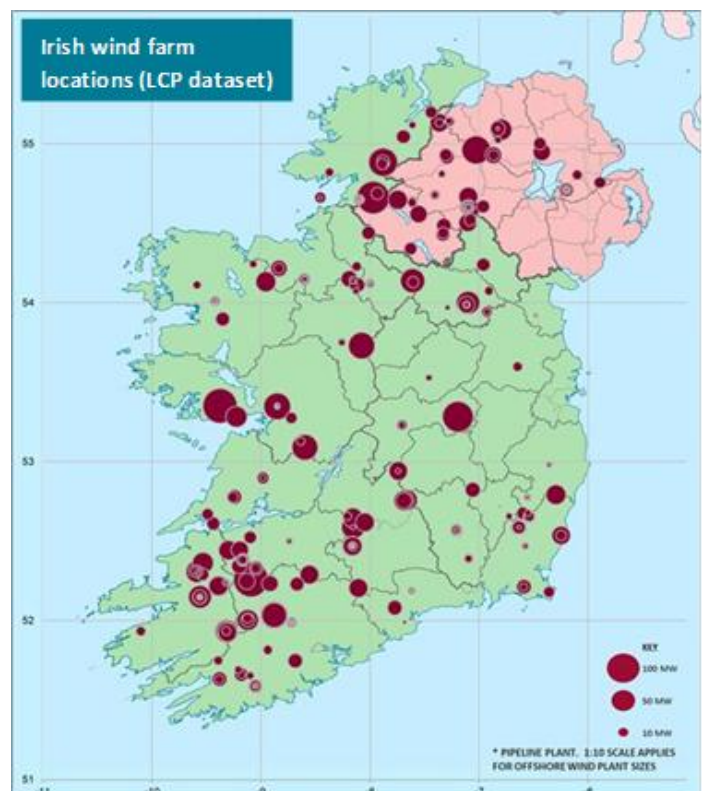 Irish wind farm
locations (LCP dataset)
55
54
53
52
51
KEY
100 MW
50 MW
10 MW
* PIPELINE PLANT. 1:10 SCALE APPLIES
FOR OFFSHORE WIND PLANT SIZES